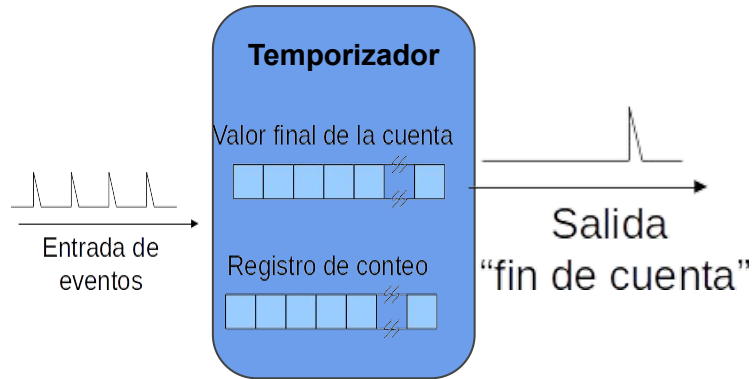 Temporizador
Valor final de la cuenta
Entrada de
eventos
Registro de conteo
Salida
“fin de cuenta”